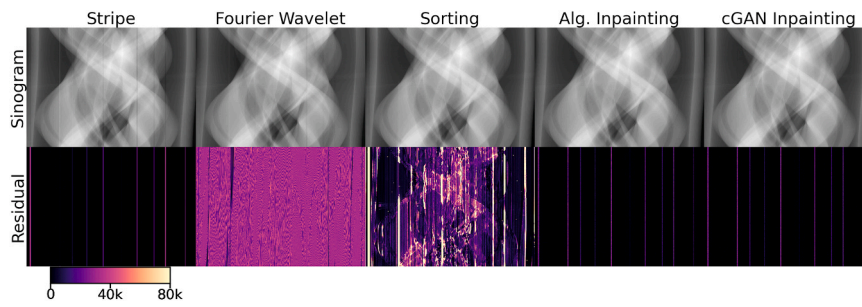 Stripe Fourier Wavelet Sorting Alg. Inpainting cGAN Inpainting
Sinogram
Residual
0 40k 80k